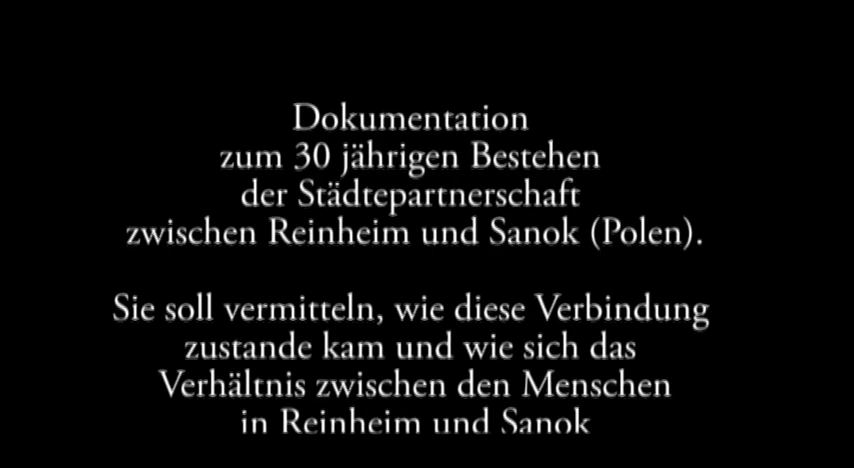 Dokumentation
zum 30 jährigen Bestehen
der Städtepartnerschaft
zwischen Reinheim und Sanok (Polen).
Sie soll vermitteln, wie diese Verbindung
zustande kam und wie sich das
Verhältnis zwischen den Menschen
in Reinheim und Sanok